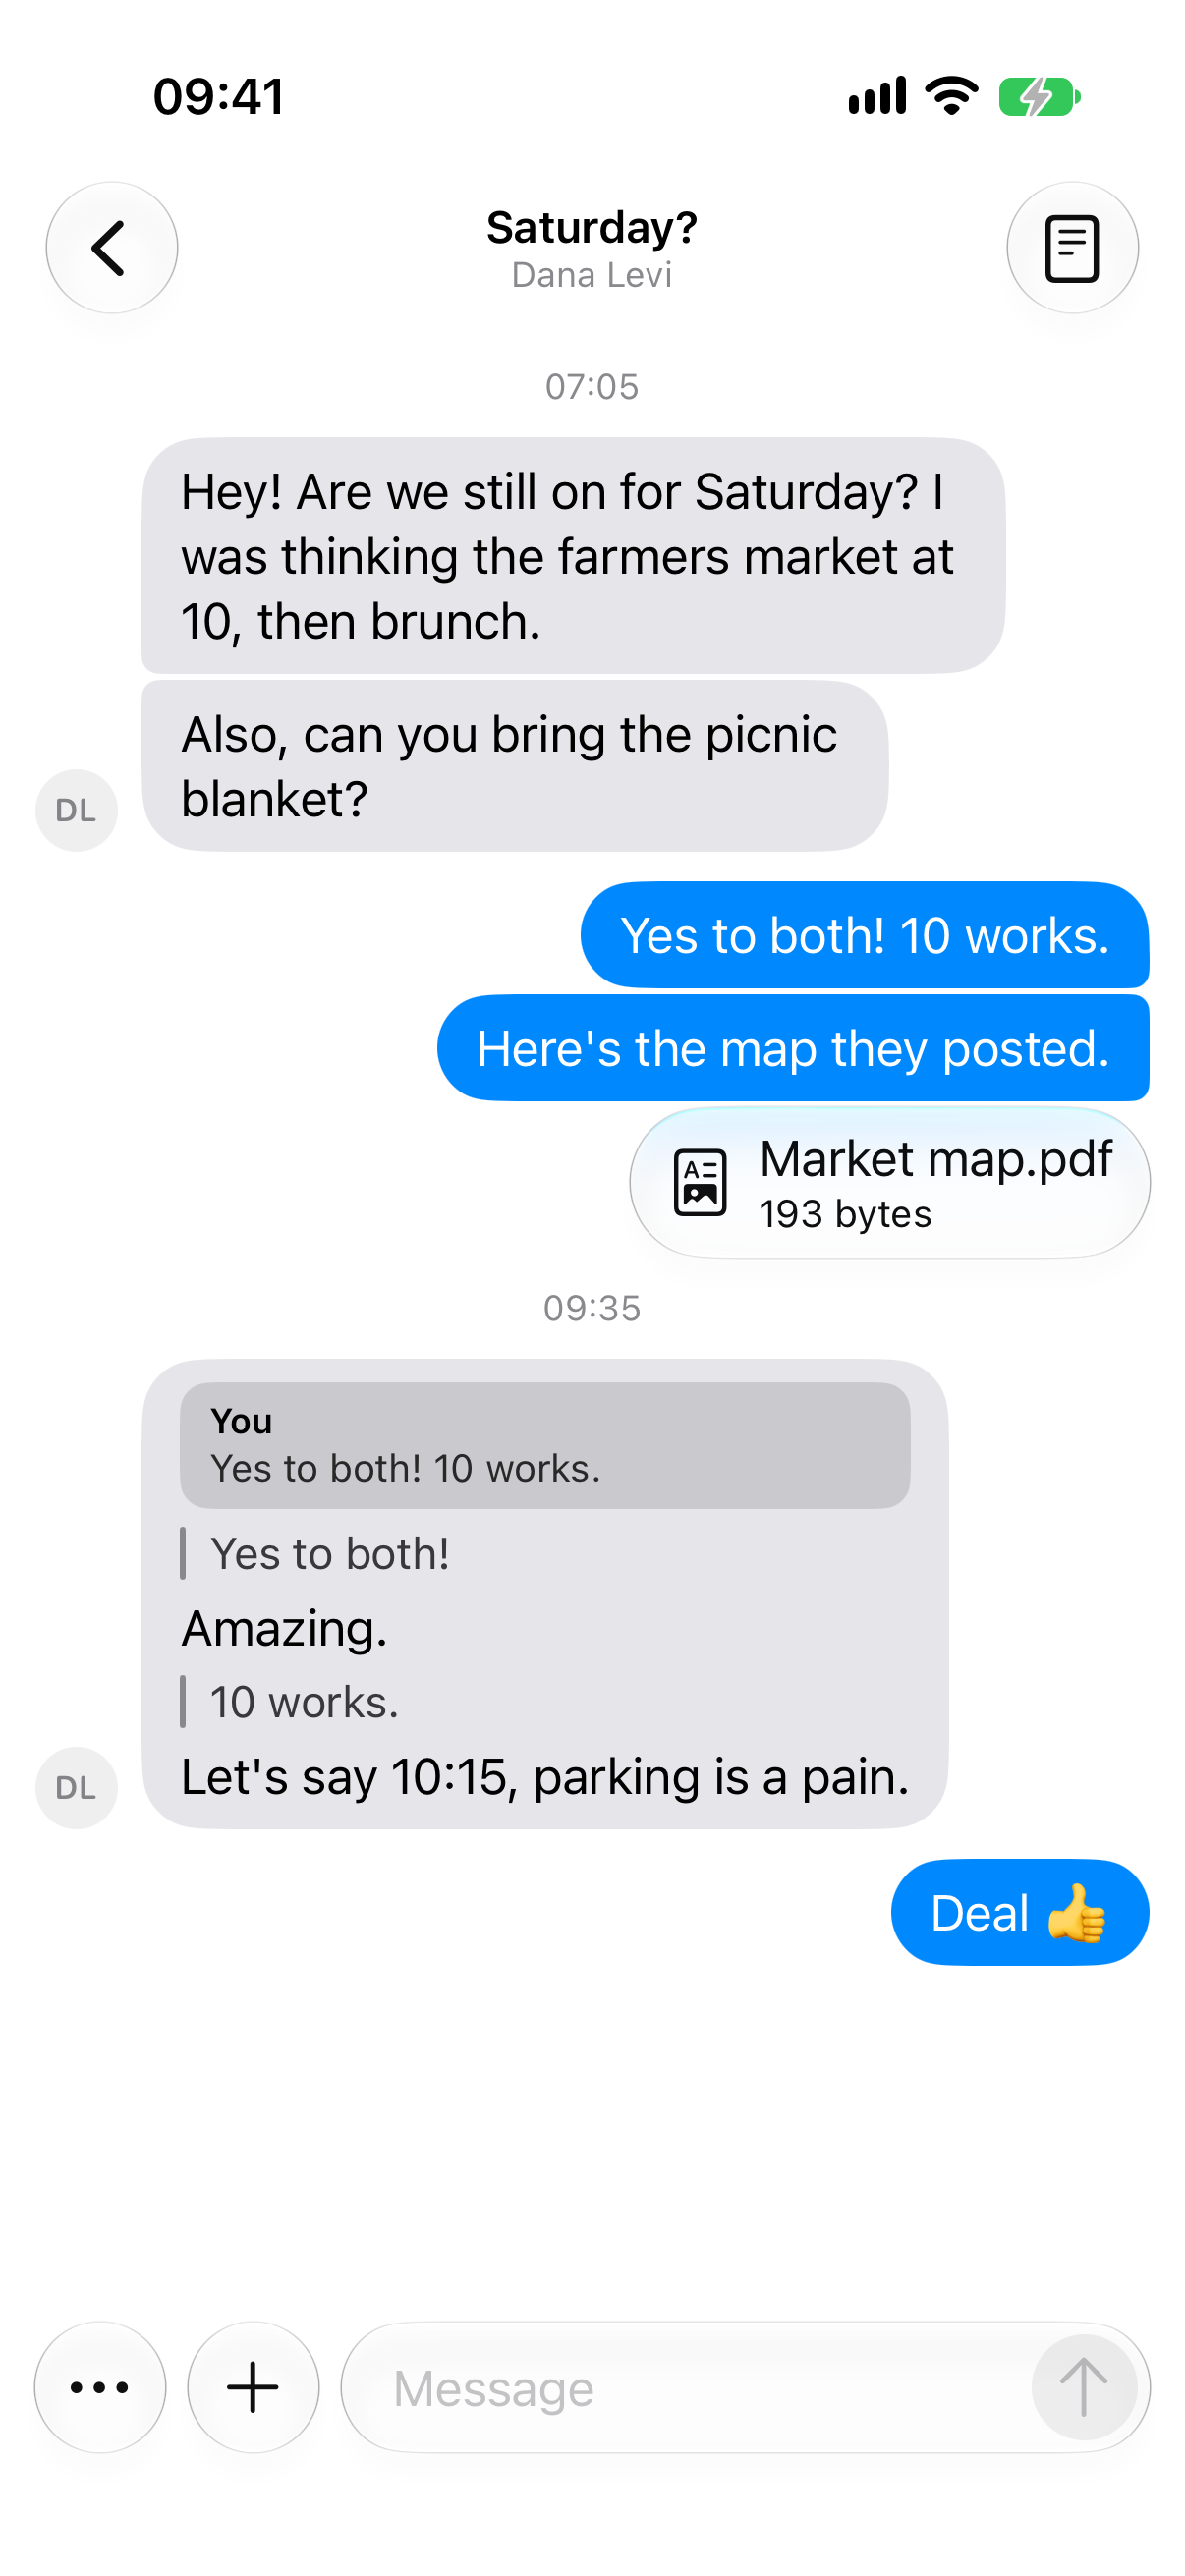 09:41
Saturday?
Dana Levi
07:05
Hey! Are we still on for Saturday? I
was thinking the farmers market at
10, then brunch.
Also, can you bring the picnic
blanket?
DL
Yes to both! 10 works.
Here's the map they posted.
Market map.pdf
193 bytes
09:35
You
Yes to both! 10 works.
Yes to both!
Amazing.
10 works.
Let's say 10:15, parking is a pain.
DL
Deal 👍
Message